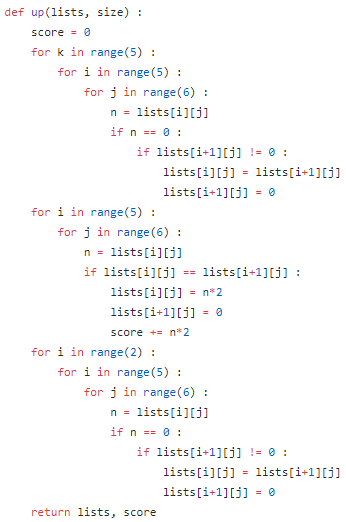 def up(lists, size) :
    score = 0
    for k in range(5) :
        for i in range(5) :
            for j in range(6) :
                n = lists[i][j]
                if n == 0 :
                    if lists[i+1][j] != 0 :
                        lists[i][j] = lists[i+1][j]
                        lists[i+1][j] = 0
    for i in range(5) :
        for j in range(6) :
            n = lists[i][j]
            if lists[i][j] == lists[i+1][j] :
                lists[i][j] = n*2
                lists[i+1][j] = 0
                score += n*2
    for i in range(2) :
        for i in range(5) :
            for j in range(6) :
                n = lists[i][j]
                if n == 0 :
                    if lists[i+1][j] != 0 :
                        lists[i][j] = lists[i+1][j]
                        lists[i+1][j] = 0
    return lists, score